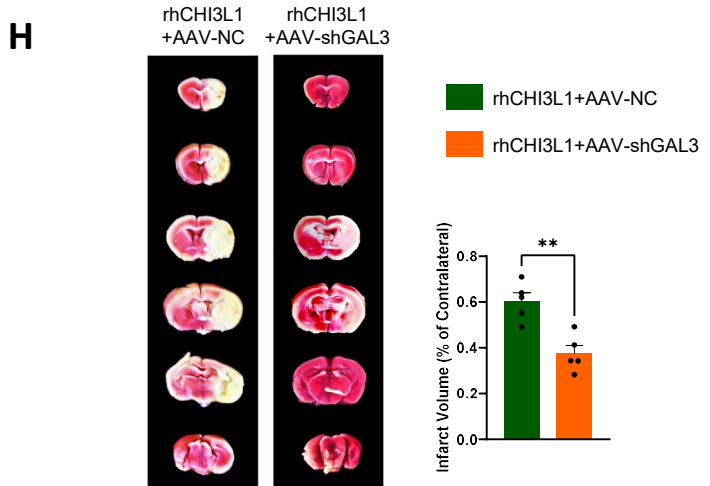 H
rhCHI3L1
+AAV-NC
rhCHI3L1
+AAV-shGAL3
rhCHI3L1+AAV-NC
rhCHI3L1+AAV-shGAL3
Infarct Volume (% of Contralateral)
0.8
0.6
0.4
0.2
0.0
**